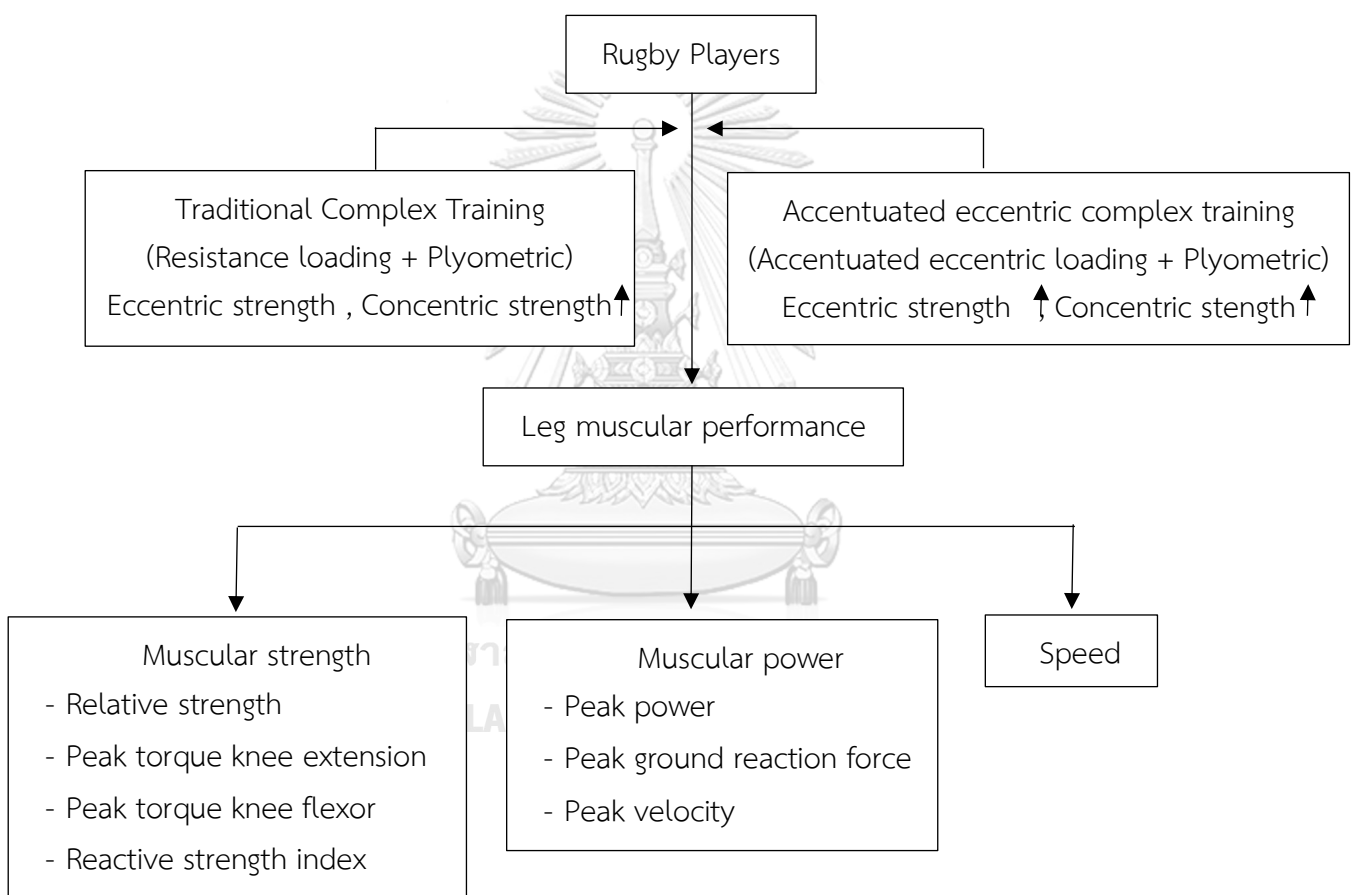 Rugby Players
Traditional Complex Training
(Resistance loading + Plyometric)
Eccentric strength , Concentric strength↑
Accentuated eccentric complex training
(Accentuated eccentric loading + Plyometric)
Eccentric strength ↑, Concentric stength↑
Leg muscular performance
Muscular strength
- Relative strength
- Peak torque knee extension
- Peak torque knee flexor
- Reactive strength index
Muscular power
- Peak power
- Peak ground reaction force
- Peak velocity
Speed